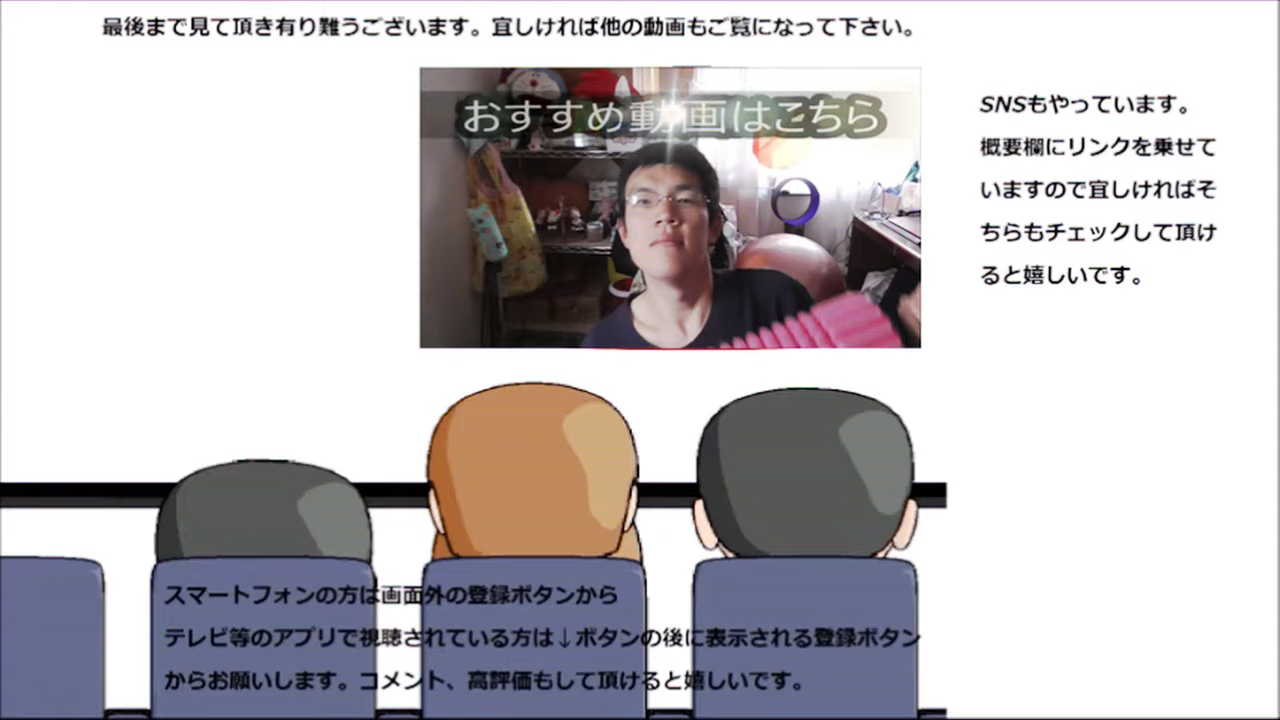 最後まで見て頂き有り難うございます。宜しければ他の動画もご覧になって下さい。
おすすめ動画はこちら
SNSもやっています。
概要欄にリンクを乗せて
いますので宜しければそ
ちらもチェックして頂け
ると嬉しいです。
スマートフォンの方は画面外の登録ボタンから
テレビ等のアプリで視聴されている方は↓ボタンの後に表示される登録ボタン
からお願いします。コメント、高評価もして頂けると嬉しいです。